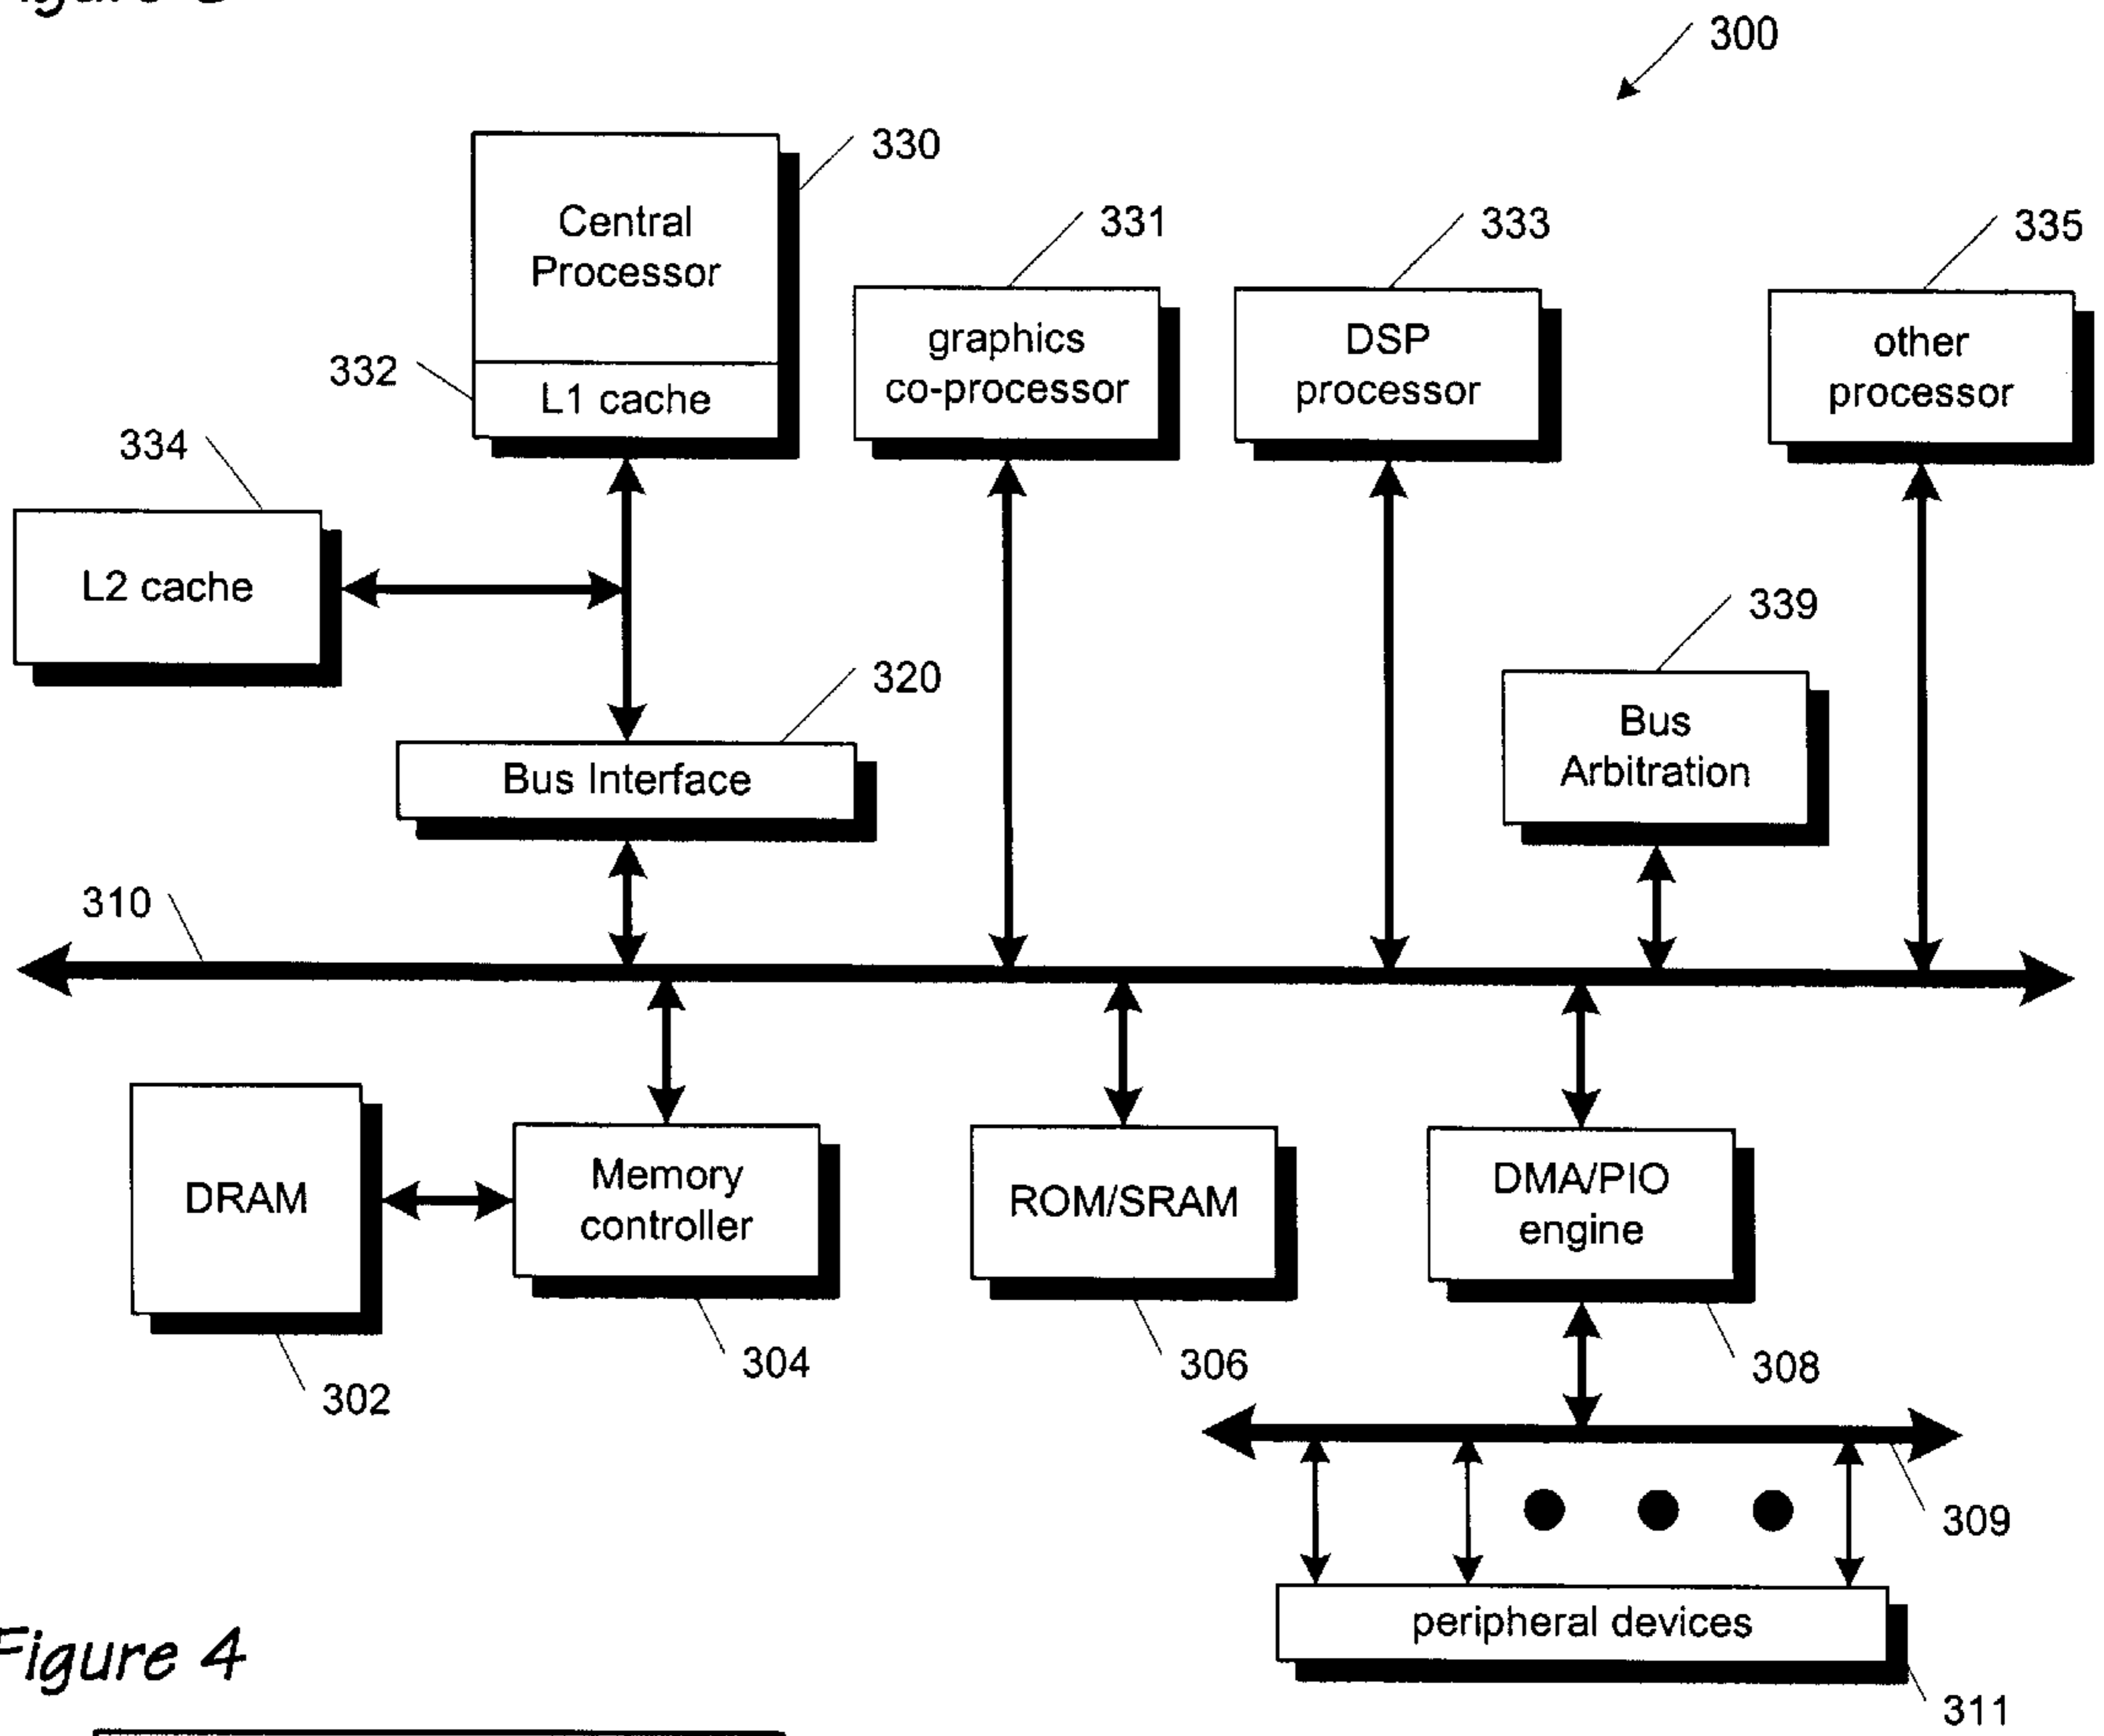 300
330
Central
Processor
331
333
335
graphics
co-processor
DSP
processor
other
processor
332
L1 cache
334
L2 cache
339
320
Bus
Arbitration
Bus Interface
310
DRAM
Memory
controller
ROM/SRAM
DMA/PIO
engine
304
306
308
302
309
peripheral devices
Figure 4
311